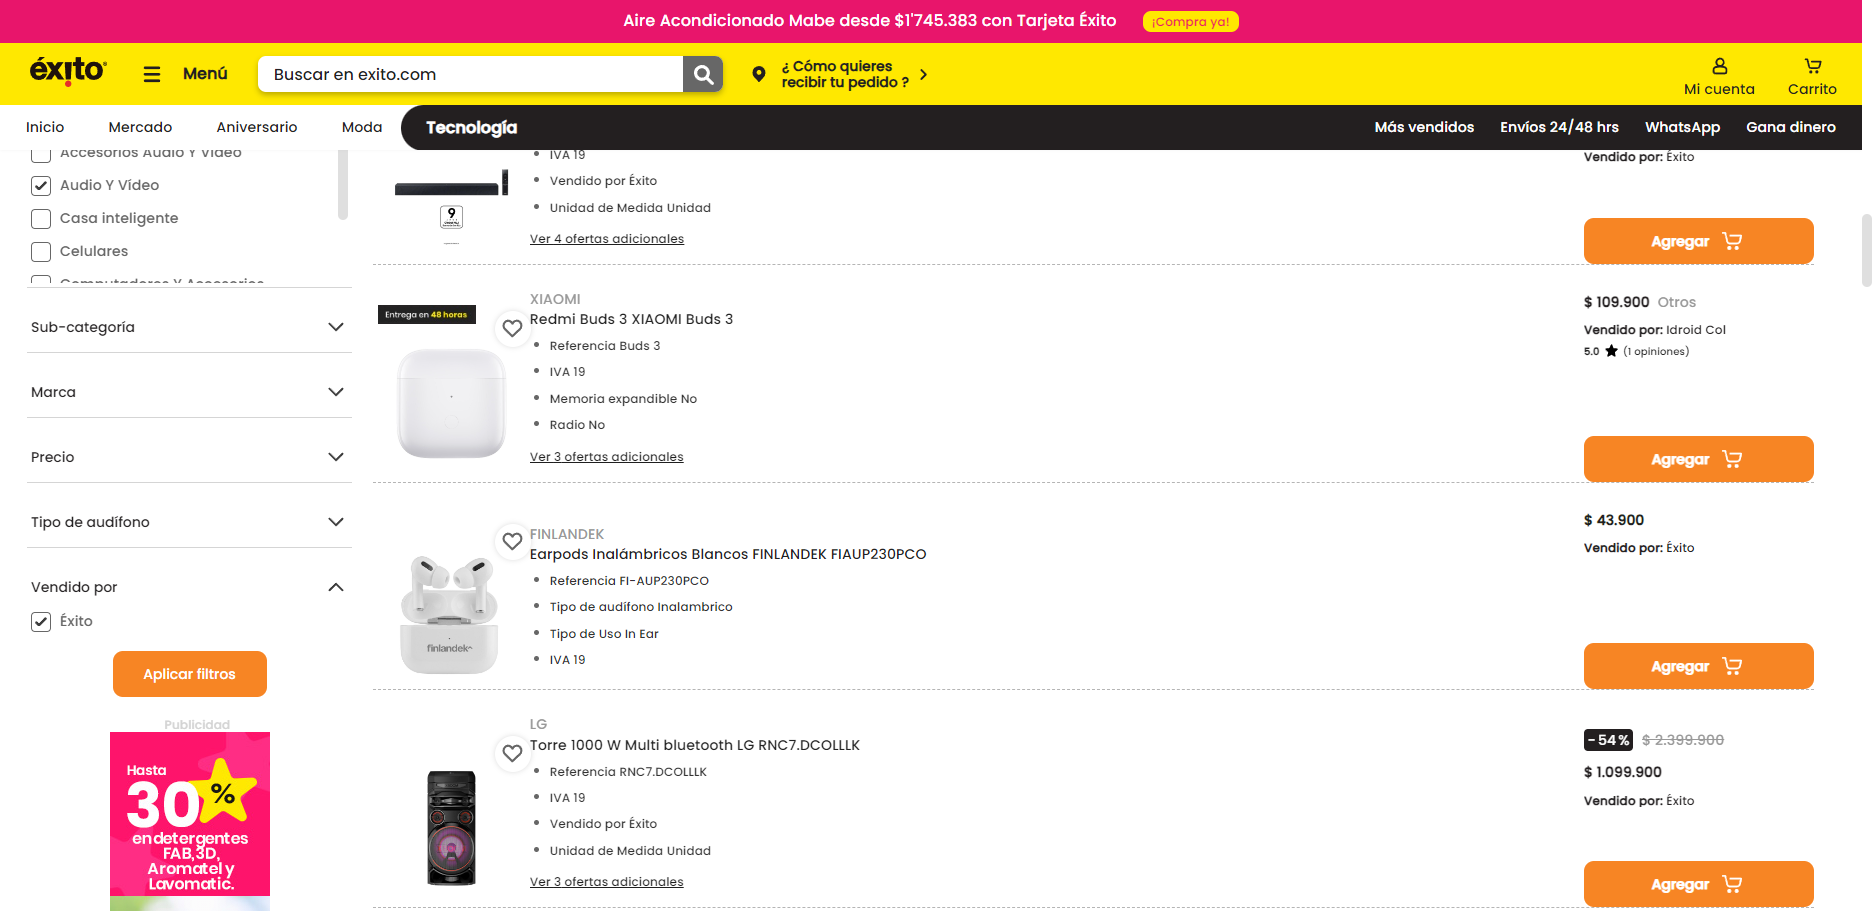 Aire Acondicionado Mabe desde $1'745.383 con Tarjeta Éxito ¡Compra ya!
éxito
Menú
Buscar en exito.com
¿ Cómo quieres
recibir tu pedido ?
Mi cuenta
Carrito
Inicio
Mercado
Aniversario
Moda
Tecnología
Más vendidos
Envíos 24/48 hrs
WhatsApp
Gana dinero
Accesorios Audio Y Video
Audio Y Vídeo
Casa inteligente
Celulares
Computadores Y Accesorios
Sub-categoría
Marca
Precio
Tipo de audífono
Vendido por
Éxito
Aplicar filtros
Publicidad
Hasta
30%
en detergentes
FAB,3D,
Aromatel y
Lavomatic.
9
IVA 19
Vendido por Éxito
Unidad de Medida Unidad
Ver 4 ofertas adicionales
Vendido por: Éxito
Agregar
Entrega en 48 horas
XIAOMI
Redmi Buds 3 XIAOMI Buds 3
Referencia Buds 3
IVA 19
Memoria expandible No
Radio No
Ver 3 ofertas adicionales
$ 109.900 Otros
Vendido por: Idroid Col
5.0 (1 opiniones)
Agregar
finlandek
FINLANDEK
Earpods Inalámbricos Blancos FINLANDEK FIAUP230PCO
Referencia FI-AUP230PCO
Tipo de audífono Inalambrico
Tipo de Uso In Ear
IVA 19
$ 43.900
Vendido por: Éxito
Agregar
LG
Torre 1000 W Multi bluetooth LG RNC7.DCOLLLK
Referencia RNC7.DCOLLLK
IVA 19
Vendido por Éxito
Unidad de Medida Unidad
Ver 3 ofertas adicionales
-54% $ 2.399.900
$ 1.099.900
Vendido por: Éxito
Agregar